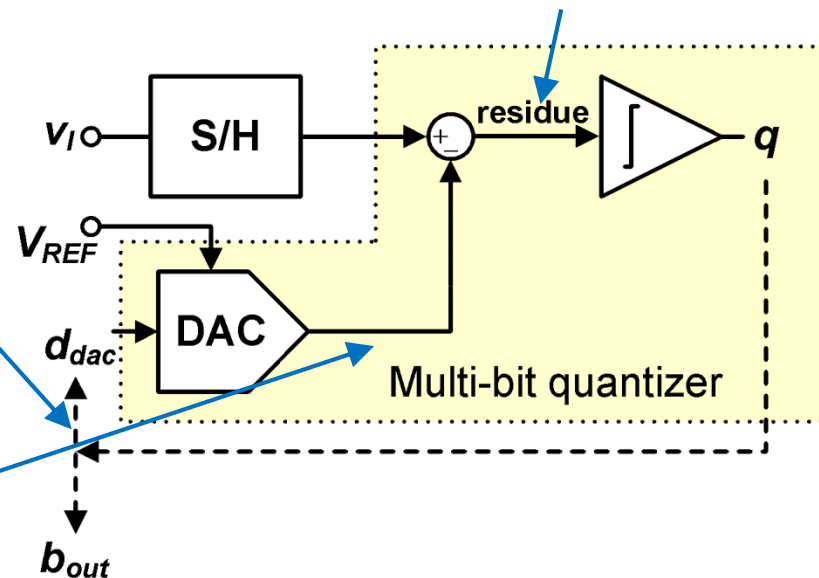 v_I
S/H
+
−
residue
q
V_REF
DAC
d_dac
Multi-bit quantizer
b_out